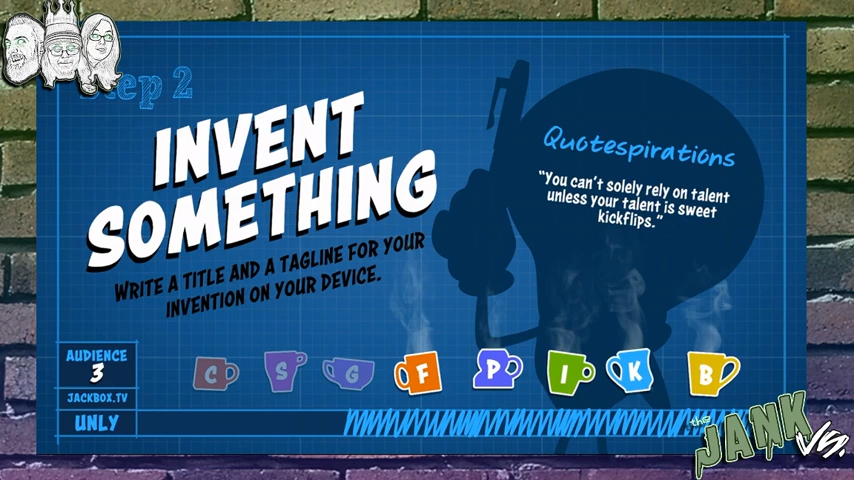 Step 2
INVENT
SOMETHING
WRITE A TITLE AND A TAGLINE FOR YOUR
INVENTION ON YOUR DEVICE.
Quotespirations
"You can't solely rely on talent
unless your talent is sweet
kickflips."
C S G F P I K B
AUDIENCE
3
JACKBOX.TV
UNLY
the
JANK
VS.